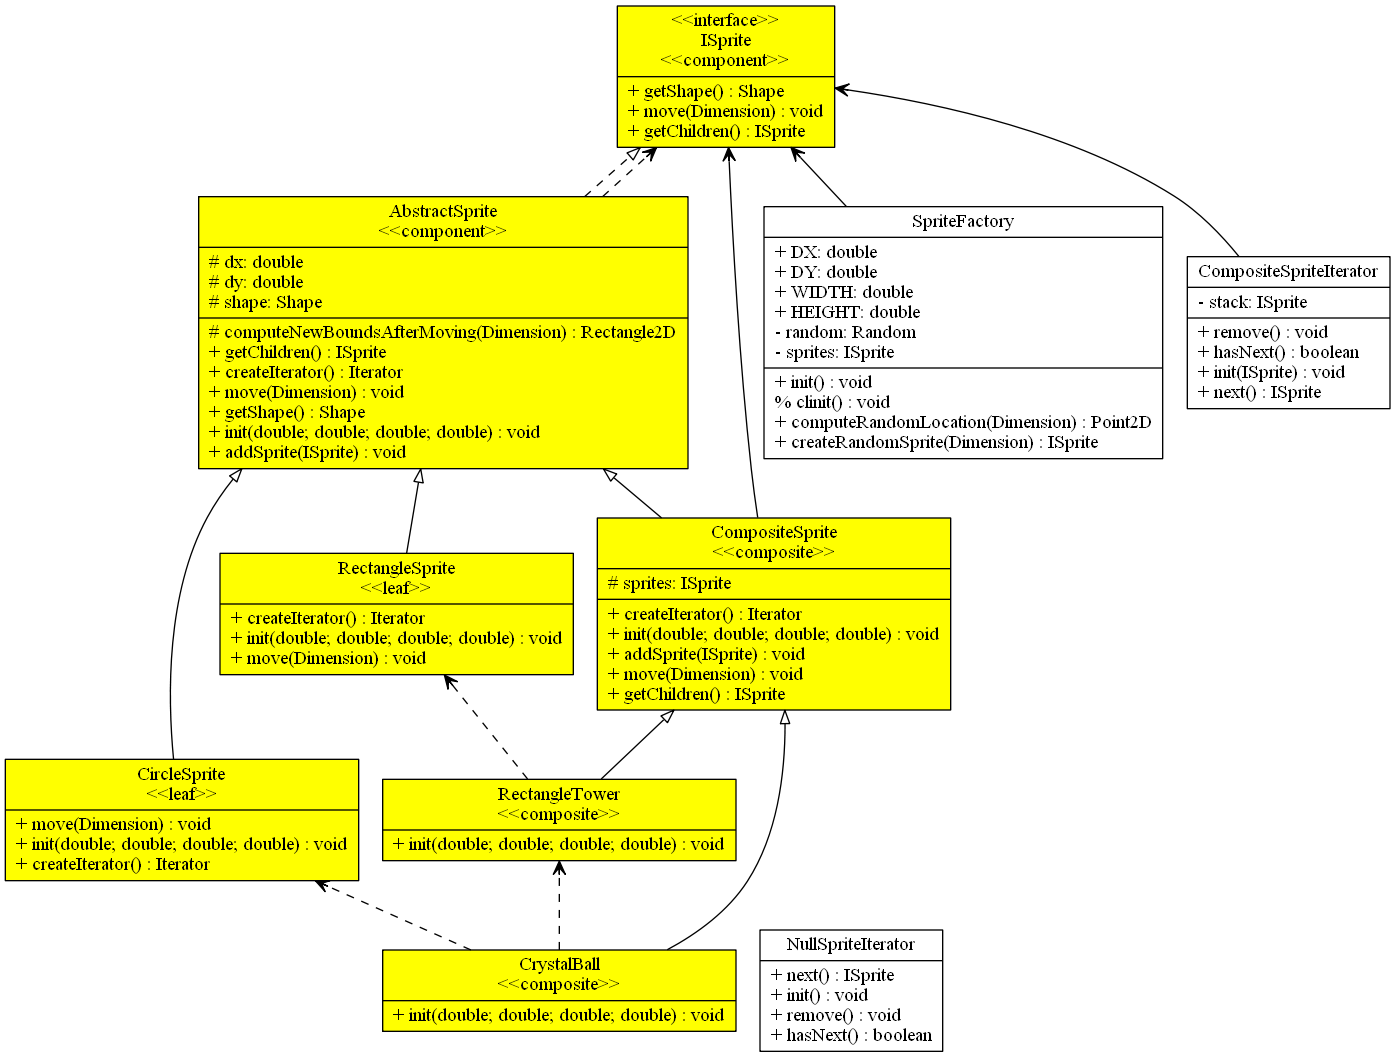 <<interface>>
ISprite
<<component>>
+ getShape() : Shape
+ move(Dimension) : void
+ getChildren() : ISprite
AbstractSprite
<<component>>
# dx: double
# dy: double
# shape: Shape
# computeNewBoundsAfterMoving(Dimension) : Rectangle2D
+ getChildren() : ISprite
+ createIterator() : Iterator
+ move(Dimension) : void
+ getShape() : Shape
+ init(double; double; double; double) : void
+ addSprite(ISprite) : void
SpriteFactory
+ DX: double
+ DY: double
+ WIDTH: double
+ HEIGHT: double
- random: Random
- sprites: ISprite
+ init() : void
% clinit() : void
+ computeRandomLocation(Dimension) : Point2D
+ createRandomSprite(Dimension) : ISprite
CompositeSpriteIterator
- stack: ISprite
+ remove() : void
+ hasNext() : boolean
+ init(ISprite) : void
+ next() : ISprite
RectangleSprite
<<leaf>>
+ createIterator() : Iterator
+ init(double; double; double; double) : void
+ move(Dimension) : void
CompositeSprite
<<composite>>
# sprites: ISprite
+ createIterator() : Iterator
+ init(double; double; double; double) : void
+ addSprite(ISprite) : void
+ move(Dimension) : void
+ getChildren() : ISprite
CircleSprite
<<leaf>>
+ move(Dimension) : void
+ init(double; double; double; double) : void
+ createIterator() : Iterator
RectangleTower
<<composite>>
+ init(double; double; double; double) : void
CrystalBall
<<composite>>
+ init(double; double; double; double) : void
NullSpriteIterator
+ next() : ISprite
+ init() : void
+ remove() : void
+ hasNext() : boolean